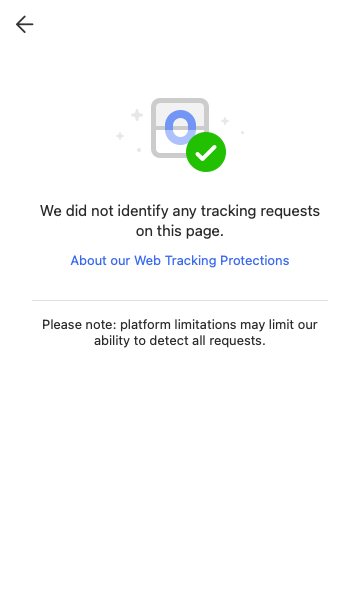 We did not identify any tracking requests
on this page.
About our Web Tracking Protections
Please note: platform limitations may limit our
ability to detect all requests.